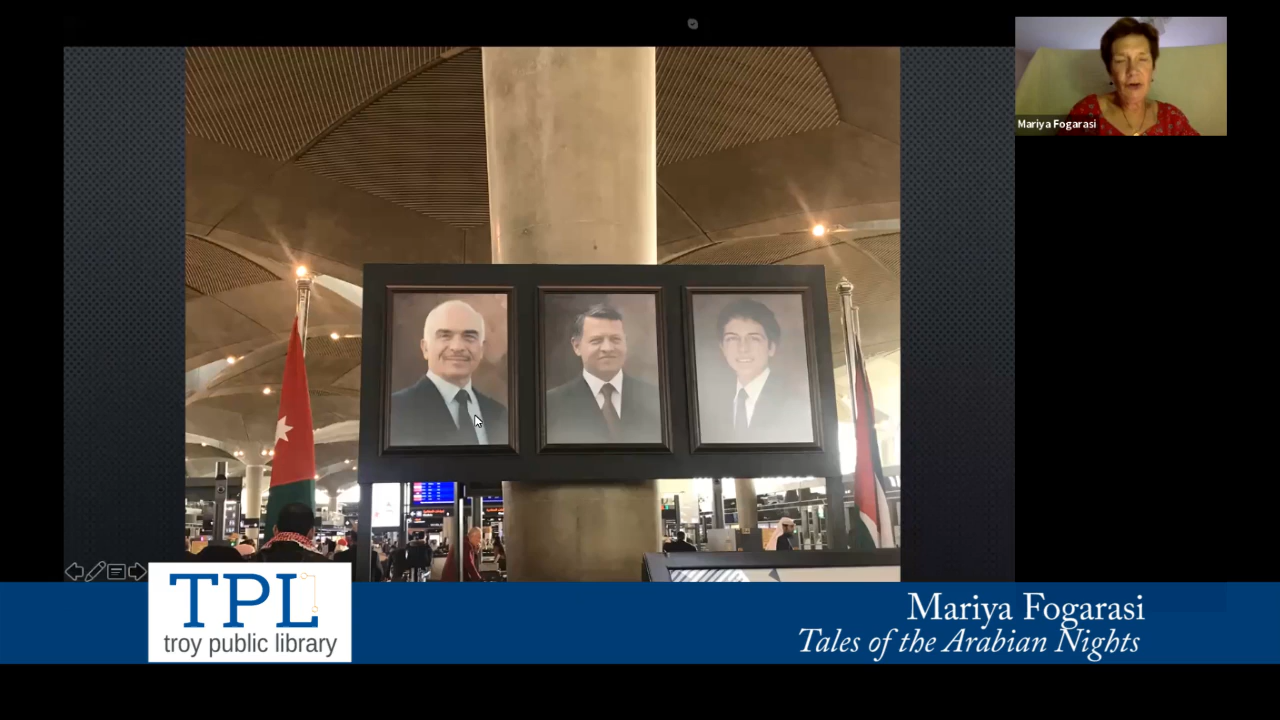 Mariya Fogarasi
TPL
troy public library
Mariya Fogarasi
Tales of the Arabian Nights